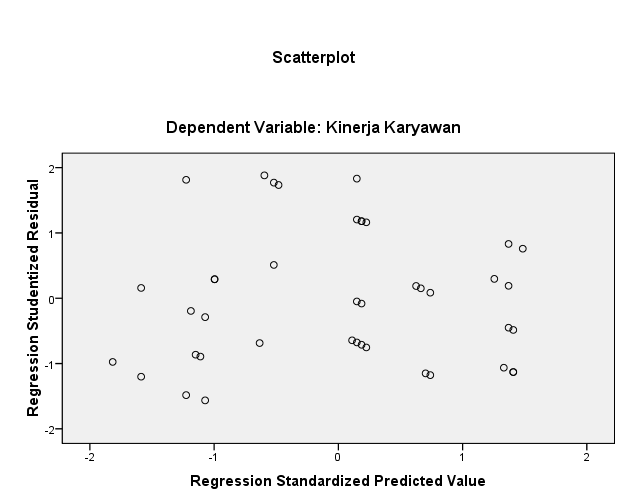 Scatterplot
Dependent Variable: Kinerja Karyawan
Regression Studentized Residual
2
1
0
-1
-2
-2
-1
0
1
2
Regression Standardized Predicted Value